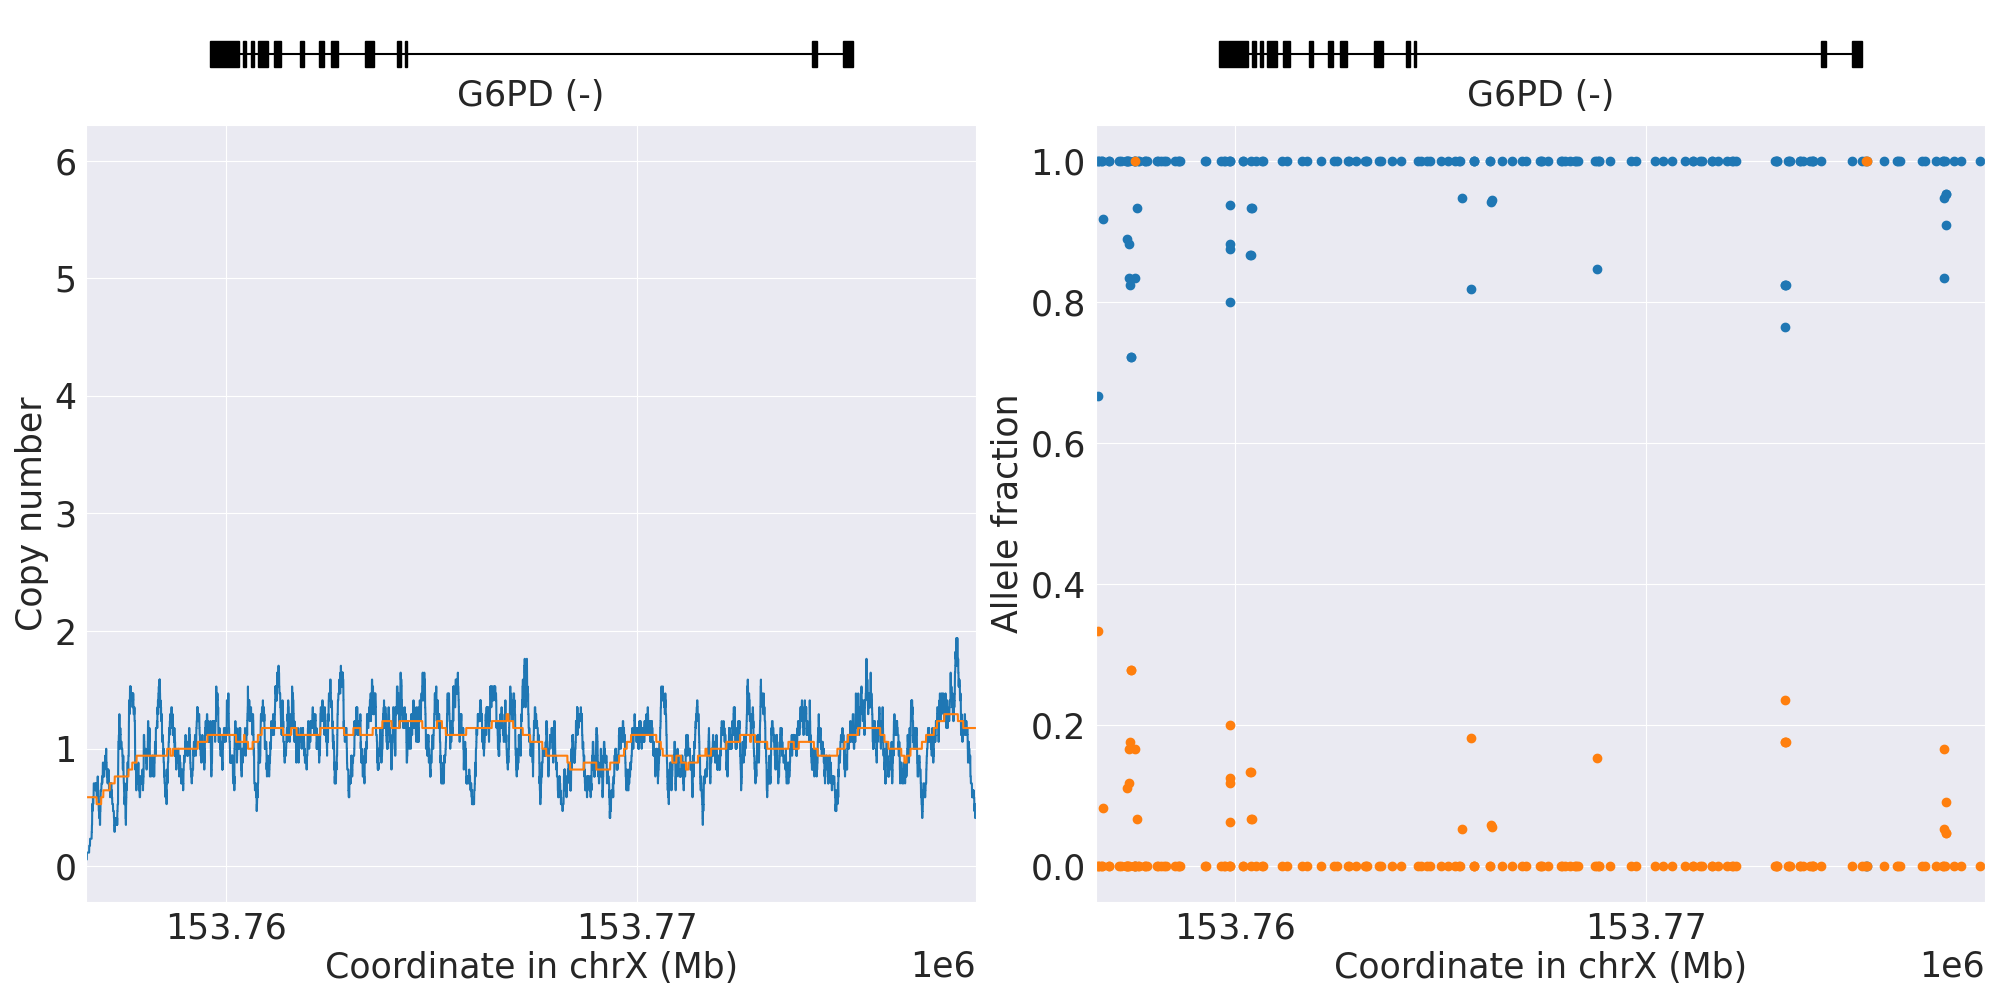 G6PD (-)
6
5
4
3
2
1
0
Copy number
153.76
153.77
Coordinate in chrX (Mb)
1e6
G6PD (-)
1.0
0.8
0.6
0.4
0.2
0.0
Allele fraction
153.76
153.77
Coordinate in chrX (Mb)
1e6